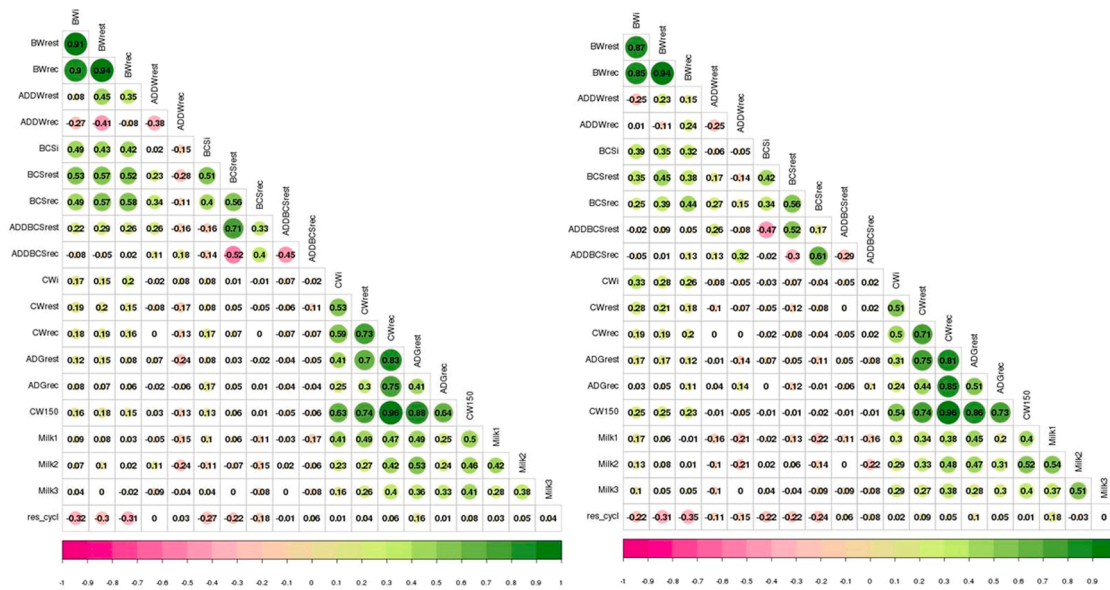 BWi
BWrest 0.91 BWrest
BWrec 0.9 0.94 BWrec
ADDWrest 0.08 0.45 0.35 ADDWrest
ADDWrec -0.27 -0.41 -0.08 -0.38 ADDWrec
BCSi 0.49 0.43 0.42 0.02 -0.15 BCSi
BCSrest 0.53 0.57 0.52 0.23 -0.28 0.51 BCSrest
BCSrec 0.49 0.57 0.58 0.34 -0.11 0.4 0.56 BCSrec
ADDBCSrest 0.22 0.29 0.26 0.26 -0.16 -0.16 0.71 0.33 ADDBCSrest
ADDBCSrec -0.08 -0.05 0.02 0.11 0.18 -0.14 -0.52 0.4 -0.45 ADDBCSrec
CWi 0.17 0.15 0.2 -0.02 0.08 0.08 0.01 -0.01 -0.07 -0.02 CWi
CWrest 0.19 0.2 0.15 -0.08 -0.17 0.08 0.05 -0.05 -0.06 -0.11 0.53 CWrest
CWrec 0.18 0.19 0.16 0 -0.13 0.17 0.07 0 -0.07 -0.07 0.59 0.73 CWrec
ADGrest 0.12 0.15 0.08 0.07 -0.24 0.08 0.03 -0.02 -0.04 -0.05 0.41 0.7 0.83 ADGrest
ADGrec 0.08 0.07 0.06 -0.02 -0.06 0.17 0.05 0.01 -0.04 -0.04 0.25 0.3 0.75 0.41 ADGrec
CW150 0.16 0.18 0.15 0.03 -0.13 0.13 0.06 0.01 -0.05 -0.06 0.63 0.74 0.96 0.88 0.64 CW150
Milk1 0.09 0.08 0.03 -0.05 -0.15 0.1 0.06 -0.11 -0.03 -0.17 0.41 0.49 0.47 0.49 0.25 0.5 Milk1
Milk2 0.07 0.1 0.02 0.11 -0.24 -0.11 -0.07 -0.15 0.02 -0.06 0.23 0.27 0.42 0.53 0.24 0.46 0.42 Milk2
Milk3 0.04 0 -0.02 -0.09 -0.04 0.04 0 -0.08 0 -0.08 0.16 0.26 0.4 0.36 0.33 0.41 0.28 0.38 Milk3
res_cycl -0.32 -0.3 -0.31 0 0.03 -0.27 -0.22 -0.18 -0.01 0.06 0.01 0.04 0.06 0.16 0.01 0.08 0.03 0.05 0.04
-1 -0.9 -0.8 -0.7 -0.6 -0.5 -0.4 -0.3 -0.2 -0.1 0 0.1 0.2 0.3 0.4 0.5 0.6 0.7 0.8 0.9 1
BWi
BWrest 0.87 BWrest
BWrec 0.85 0.94 BWrec
ADDWrest -0.25 0.23 0.15 ADDWrest
ADDWrec 0.01 -0.11 0.24 -0.25 ADDWrec
BCSi 0.39 0.35 0.32 -0.06 -0.05 BCSi
BCSrest 0.35 0.45 0.38 0.17 -0.14 0.42 BCSrest
BCSrec 0.25 0.39 0.44 0.27 0.15 0.34 0.56 BCSrec
ADDBCSrest -0.02 0.09 0.05 0.26 -0.08 -0.47 0.52 0.17 ADDBCSrest
ADDBCSrec -0.05 0.01 0.13 0.13 0.32 -0.02 -0.3 0.61 -0.29 ADDBCSrec
CWi 0.33 0.28 0.26 -0.08 -0.05 0.03 -0.07 -0.04 -0.05 0.02 CWi
CWrest 0.28 0.21 0.18 -0.08 -0.08 0.02 -0.05 -0.08 -0.05 -0.02 0.51 CWrest
CWrec 0.19 0.19 0.2 0 0 -0.02 -0.08 -0.04 -0.05 0.02 0.5 0.71 CWrec
ADGrest 0.17 0.17 0.12 -0.01 -0.14 -0.07 -0.05 -0.11 0.05 -0.08 0.31 0.75 0.81 ADGrest
ADGrec 0.03 0.05 0.11 0.04 0.14 0 -0.12 -0.01 -0.06 0.1 0.24 0.44 0.85 0.51 ADGrec
CW150 0.25 0.25 0.23 -0.01 -0.05 -0.01 -0.01 -0.02 -0.01 -0.01 0.54 0.74 0.96 0.86 0.73 CW150
Milk1 0.17 0.06 -0.01 -0.16 -0.21 -0.02 -0.13 -0.22 -0.11 -0.16 0.3 0.34 0.38 0.45 0.2 0.4 Milk1
Milk2 0.13 0.08 0.01 -0.1 -0.21 0.02 0.06 -0.14 0 -0.22 0.29 0.33 0.48 0.47 0.31 0.52 0.54 Milk2
Milk3 0.1 0.05 0.05 -0.1 0 0.04 -0.04 -0.09 -0.09 -0.05 0.29 0.27 0.38 0.28 0.3 0.4 0.37 0.51 Milk3
res_cycl -0.22 -0.31 -0.35 -0.11 -0.15 -0.22 -0.22 -0.24 0.06 -0.08 0.02 0.09 0.05 0.1 0.05 0.01 0.18 -0.03 0
-1 -0.9 -0.8 -0.7 -0.6 -0.5 -0.4 -0.3 -0.2 -0.1 0 0.1 0.2 0.3 0.4 0.5 0.6 0.7 0.8 0.9